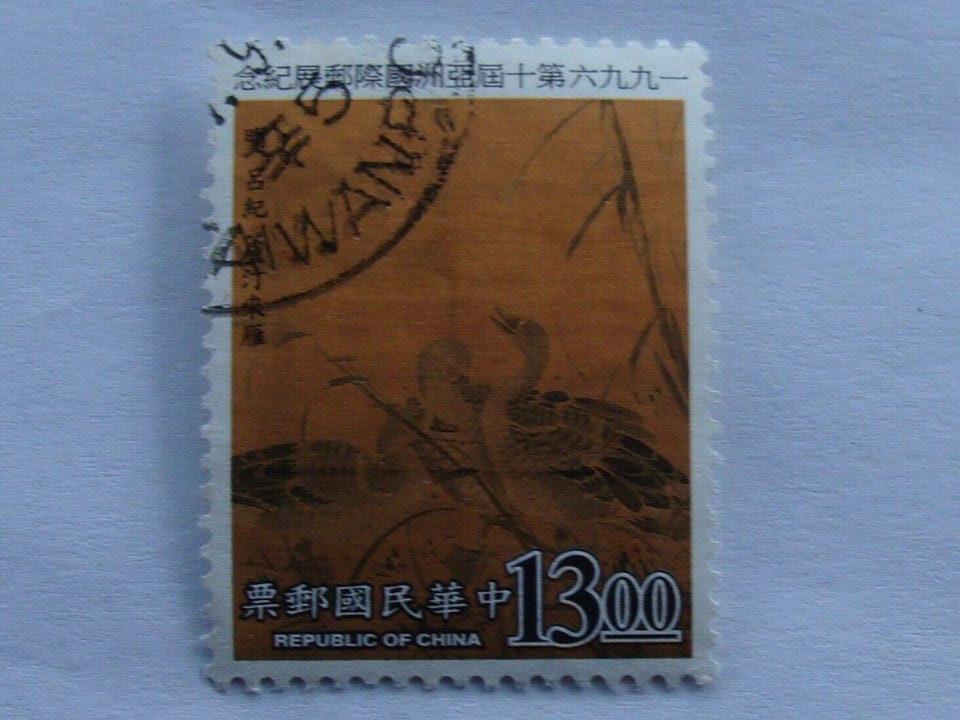 一九九六第十屆亞洲國際郵展紀念
明呂紀蘆汀來雁
TAIWAN R.O.C
中華民國郵票
13.00
REPUBLIC OF CHINA